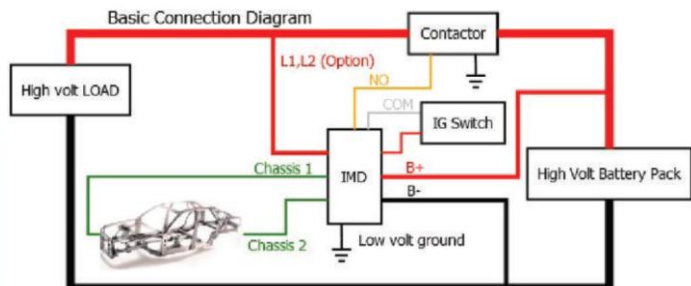 Basic Connection Diagram
Contactor
L1,L2 (Option)
High volt LOAD
NO
COM
IG Switch
Chassis 1
IMD
B+
High Volt Battery Pack
B-
Chassis 2
Low volt ground